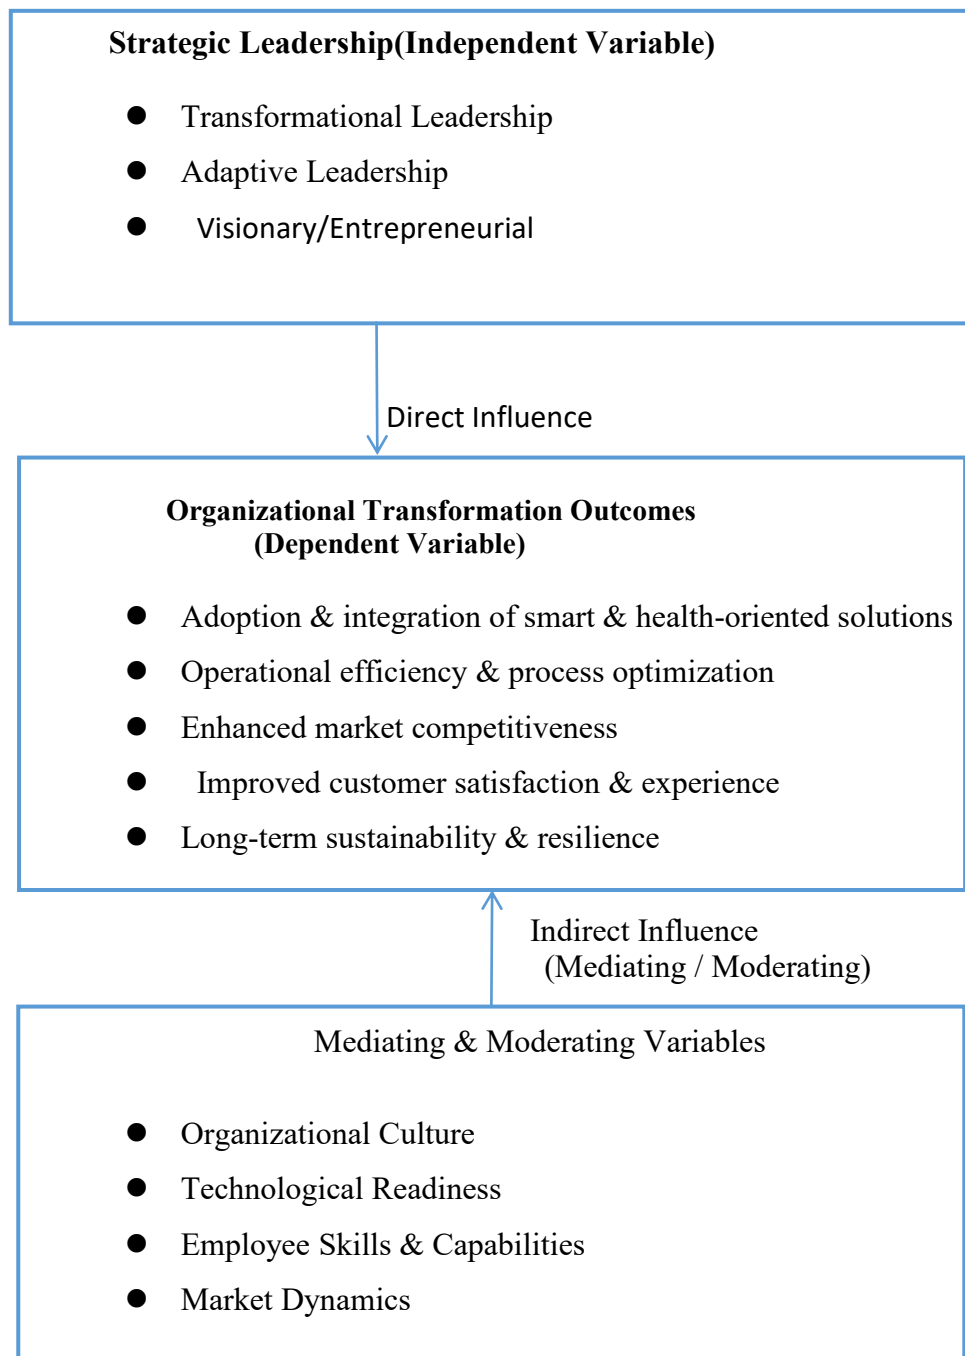 Strategic Leadership(Independent Variable)
● Transformational Leadership
● Adaptive Leadership
● Visionary/Entrepreneurial
Direct Influence
Organizational Transformation Outcomes
(Dependent Variable)
● Adoption & integration of smart & health-oriented solutions
● Operational efficiency & process optimization
● Enhanced market competitiveness
● Improved customer satisfaction & experience
● Long-term sustainability & resilience
Indirect Influence
(Mediating / Moderating)
Mediating & Moderating Variables
● Organizational Culture
● Technological Readiness
● Employee Skills & Capabilities
● Market Dynamics